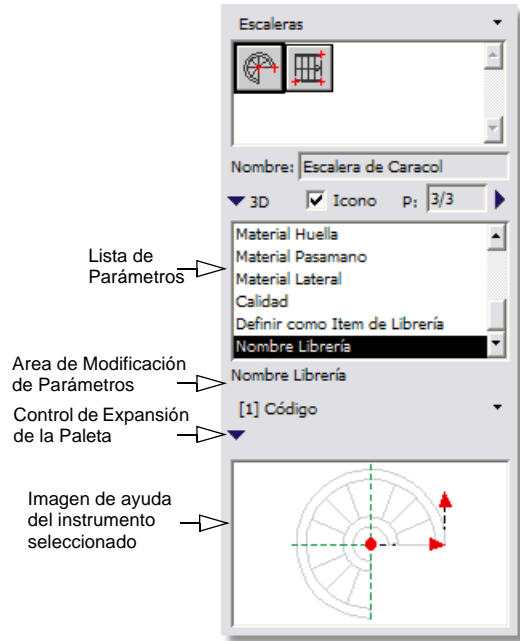 Escaleras
Nombre: Escalera de Caracol
3D Icono P: 3/3
Lista de
Parámetros
Material Huella
Material Pasamano
Material Lateral
Calidad
Definir como Item de Librería
Nombre Librería
Area de Modificación
de Parámetros
Nombre Librería
Control de Expansión
de la Paleta
[1] Código
Imagen de ayuda
del instrumento
seleccionado